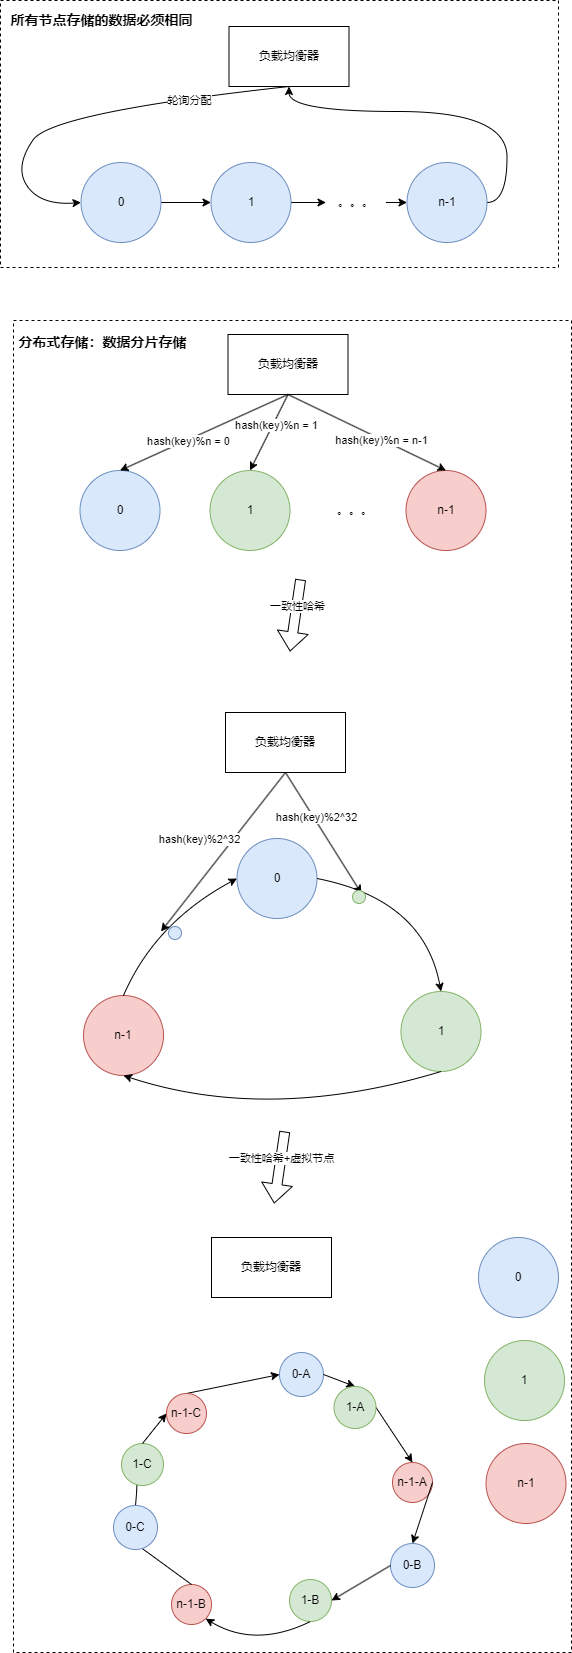 所有节点存储的数据必须相同
负载均衡器
轮询分配
0
1
。。。
n-1
分布式存储：数据分片存储
负载均衡器
hash(key)%n = 1
hash(key)%n = 0
hash(key)%n = n-1
0
1
。。。
n-1
一致性哈希
负载均衡器
hash(key)%2^32
hash(key)%2^32
0
n-1
1
一致性哈希+虚拟节点
负载均衡器
0
0-A
1
1-A
n-1-C
1-C
n-1-A
n-1
0-C
0-B
1-B
n-1-B